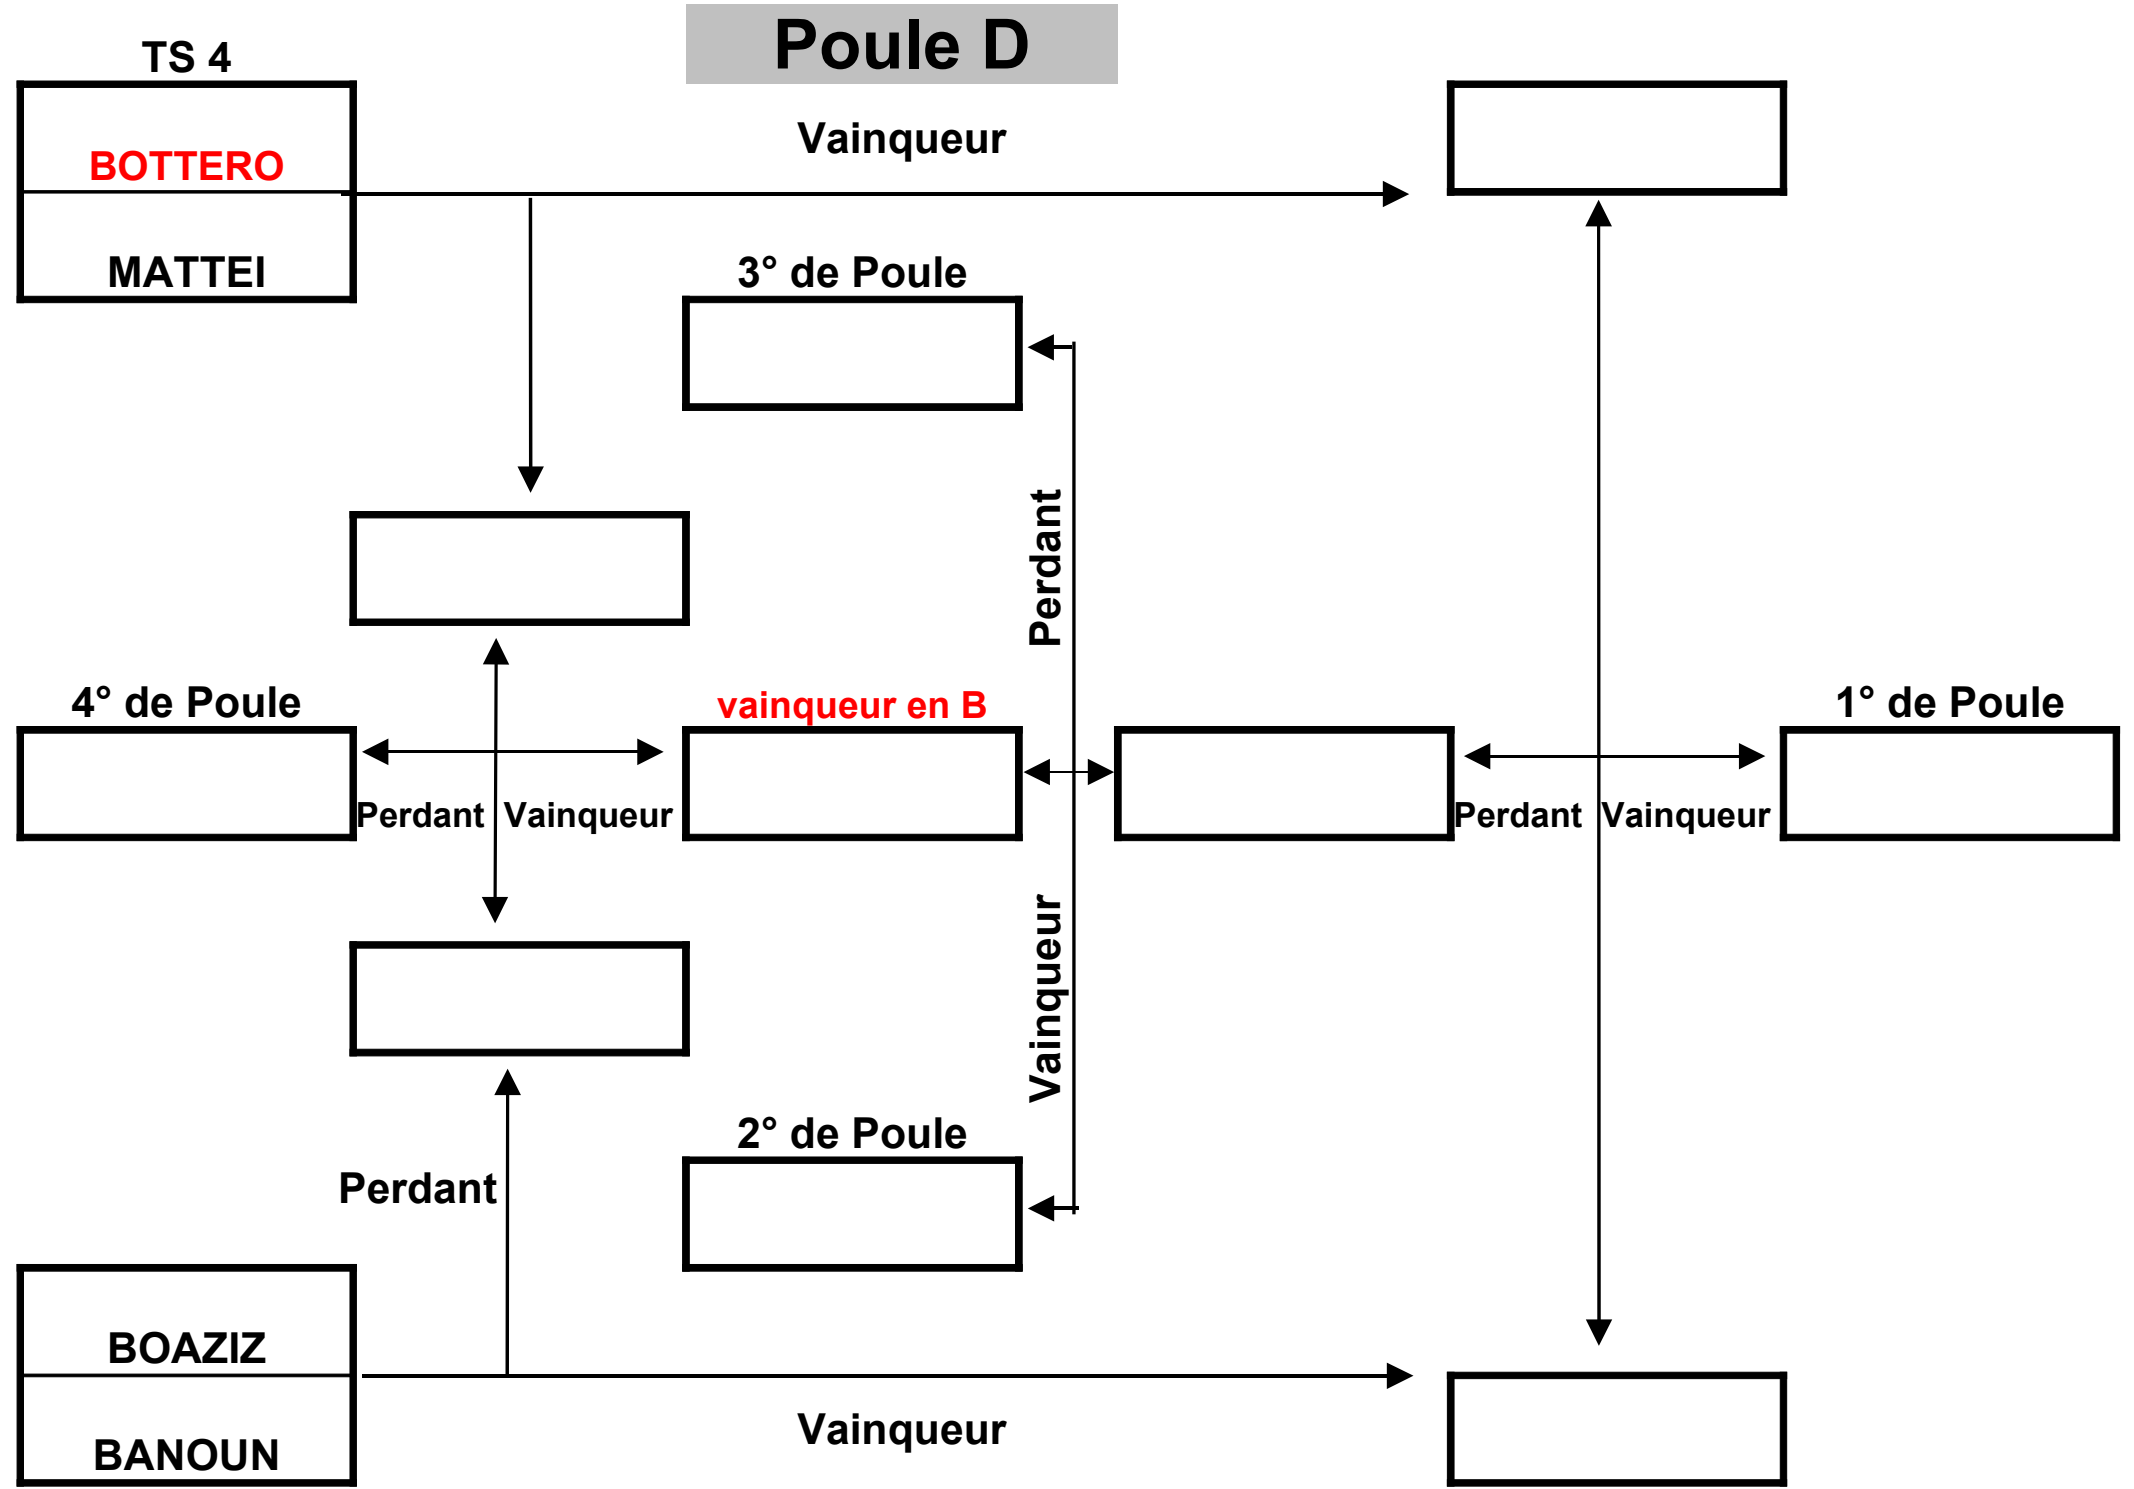 Poule D
TS 4
BOTTERO
Vainqueur
MATTEI
3° de Poule
Perdant
4° de Poule
vainqueur en B
1° de Poule
Perdant
Vainqueur
Perdant
Vainqueur
Vainqueur
2° de Poule
Perdant
BOAZIZ
Vainqueur
BANOUN